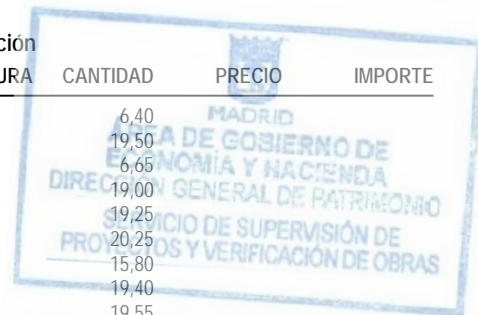 ción
URA CANTIDAD PRECIO IMPORTE
6,40
19,50
6,65
19,00
19,25
20,25
15,80
19,40
19,55
MADRID
ÁREA DE GOBIERNO DE
ECONOMÍA Y HACIENDA
DIRECCIÓN GENERAL DE PATRIMONIO
SERVICIO DE SUPERVISIÓN DE
PROYECTOS Y VERIFICACIÓN DE OBRAS